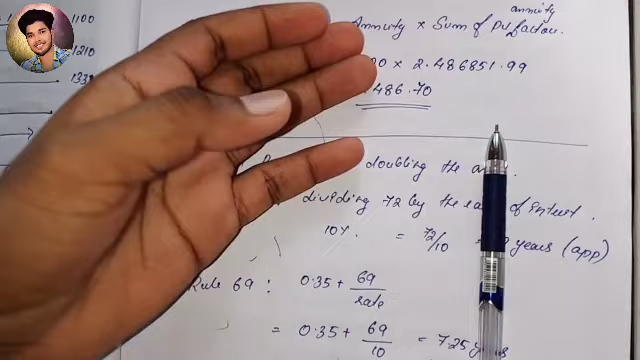 1100
1210
annuity
Annuity × Sum of PV factor.
× 2.486851.99
486.70
doubling the
dividing 72 by the of interest.
10%. = 72/10 = years (app)
Rule 69 : 0.35 + 69/rate
= 0.35 + 69/10 = 7.25 years